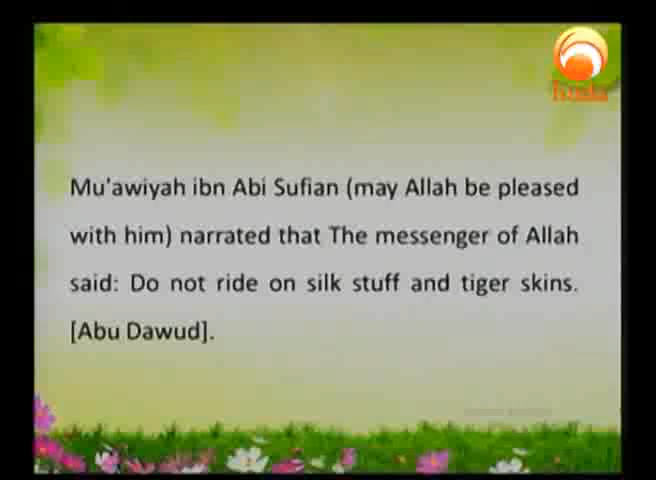 Huda
Mu'awiyah ibn Abi Sufian (may Allah be pleased
with him) narrated that The messenger of Allah
said: Do not ride on silk stuff and tiger skins.
[Abu Dawud].